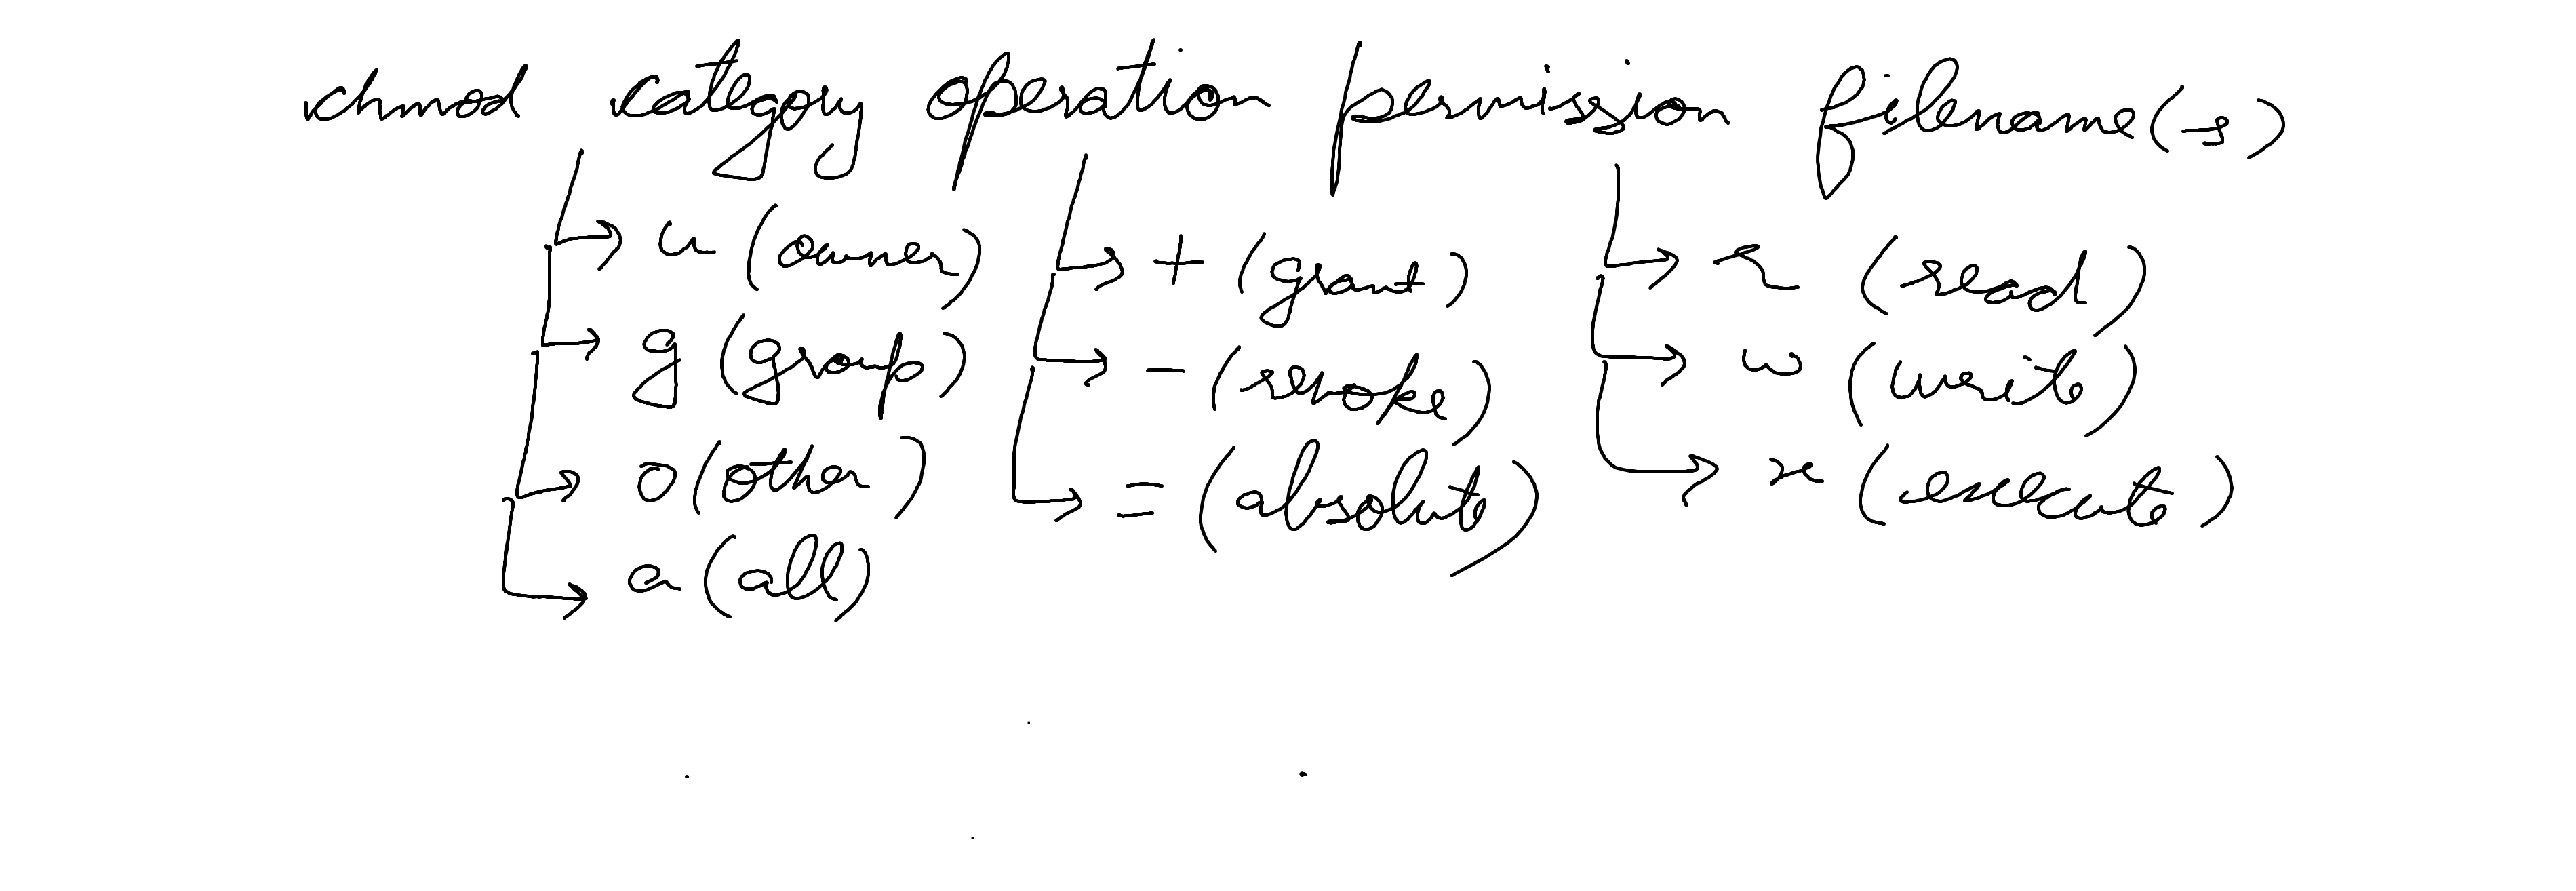 chmod category operation permission filename(-s)
u (owner) + (grant) r (read)
g (group) - (revoke) w (write)
o (other) = (absolute) x (execute)
a (all)